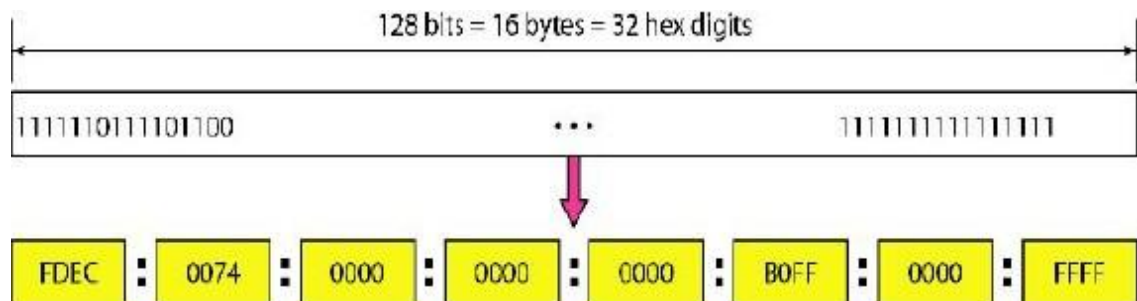 128 bits = 16 bytes = 32 hex digits
1111110111101100 ••• 1111111111111111
FDEC : 0074 : 0000 : 0000 : 0000 : B0FF : 0000 : FFFF